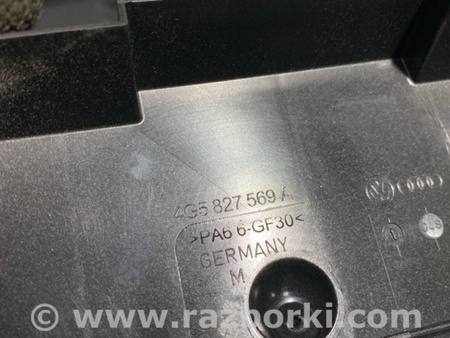 4G5 827 569 A
>PA6 6-GF30<
GERMANY
M
© www.razborki.com